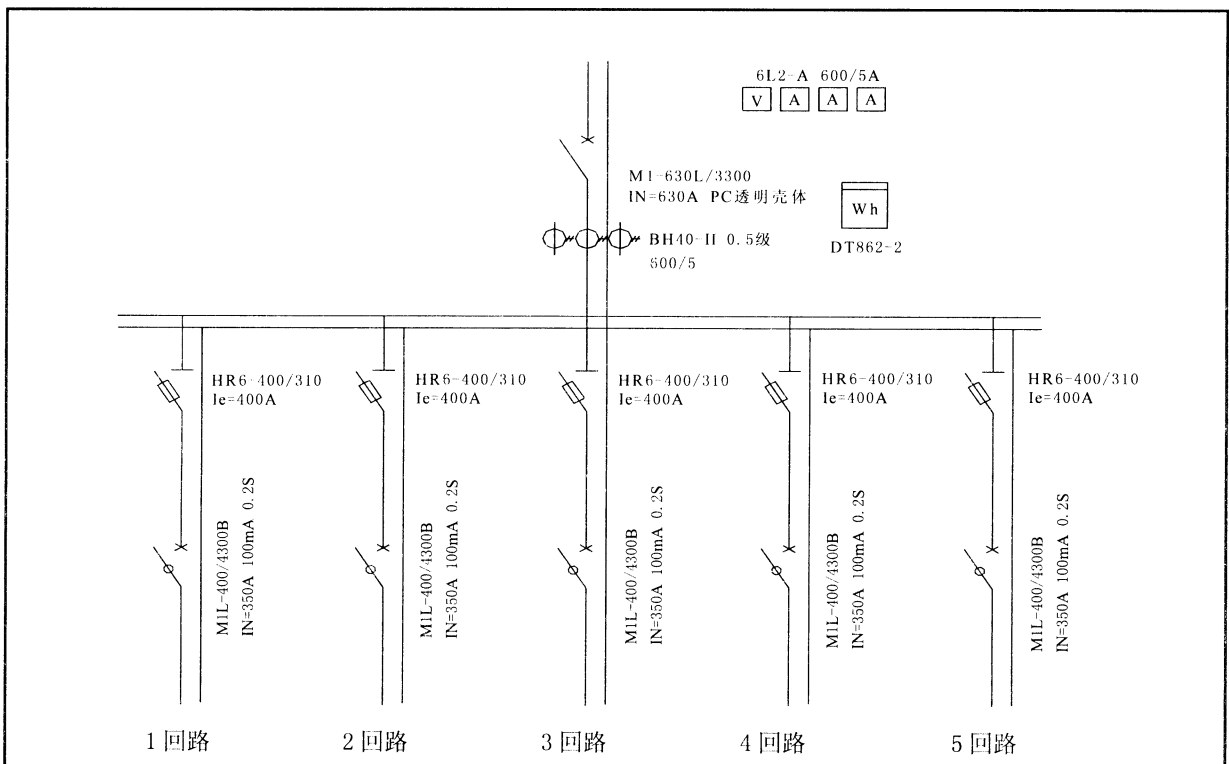 6L2-A 600/5A
V A A A
M1-630L/3300
IN=630A PC透明壳体
Wh
BH40-II 0.5级
DT862-2
600/5
HR6-400/310
Ie=400A
HR6-400/310
Ie=400A
HR6-400/310
Ie=400A
HR6-400/310
Ie=400A
HR6-400/310
Ie=400A
M1L-400/4300B
IN=350A 100mA 0.2S
M1L-400/4300B
IN=350A 100mA 0.2S
M1L-400/4300B
IN=350A 100mA 0.2S
M1L-400/4300B
IN=350A 100mA 0.2S
M1L-400/4300B
IN=350A 100mA 0.2S
1回路
2回路
3回路
4回路
5回路